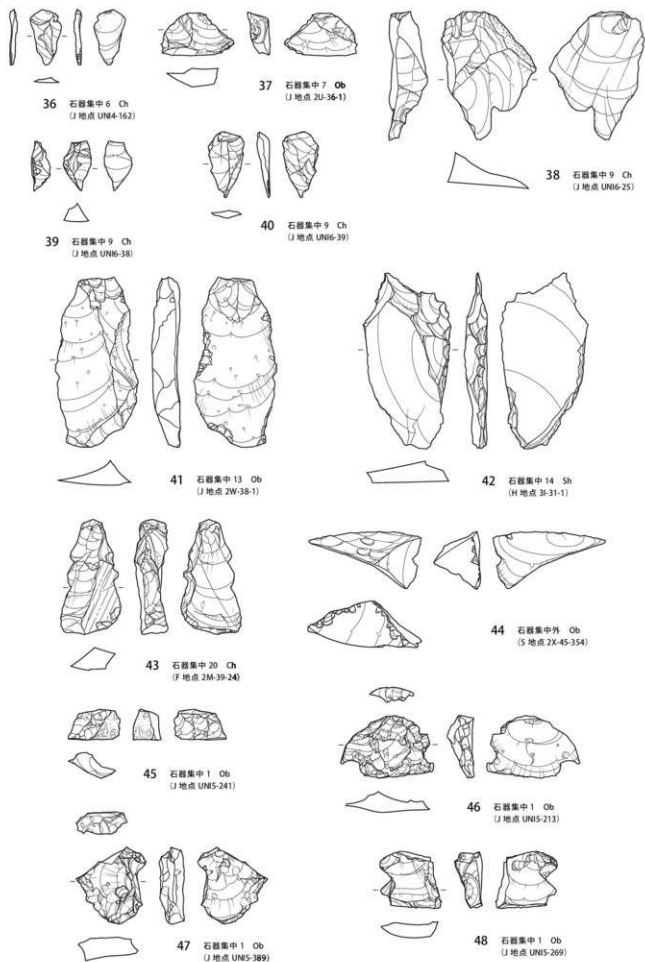 36 石器集中 6 Ch
(J 地点 UNI4-162)
37 石器集中 7 Ob
(J 地点 2U-36-1)
38 石器集中 9 Ch
(J 地点 UNI6-25)
39 石器集中 9 Ch
(J 地点 UNI6-38)
40 石器集中 9 Ch
(J 地点 UNI6-39)
41 石器集中 13 Ob
(J 地点 2W-38-1)
42 石器集中 14 Sh
(H 地点 3I-31-1)
43 石器集中 20 Ch
(F 地点 2M-39-24)
44 石器集中外 Ob
(S 地点 2X-45-354)
45 石器集中 1 Ob
(J 地点 UNI5-241)
46 石器集中 1 Ob
(J 地点 UNI5-213)
47 石器集中 1 Ob
(J 地点 UNI5-389)
48 石器集中 1 Ob
(J 地点 UNI5-269)